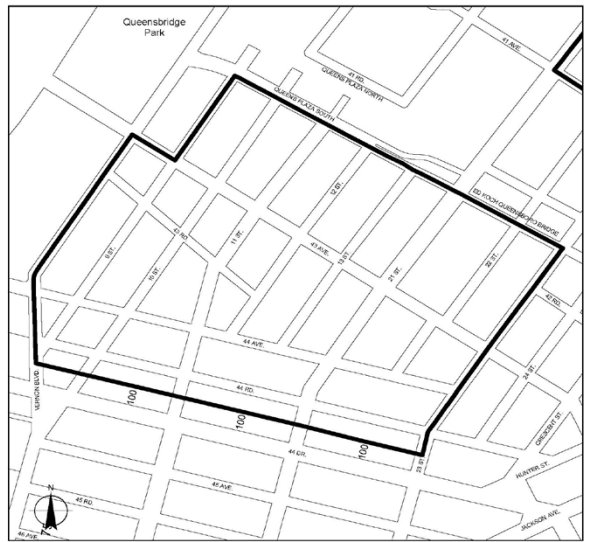 Queensbridge
Park
41 AVE.
41 RD.
QUEENS PLAZA NORTH
QUEENS PLAZA SOUTH
ED KOCH QUEENSBORO BRIDGE
12 ST.
43 RD.
11 ST.
43 AVE.
13 ST.
22 ST.
9 ST.
10 ST.
21 ST.
42 RD.
44 AVE.
24 ST.
VERNON BLVD.
44 RD.
100
100
100
CRESCENT ST.
44 DR.
23 ST.
HUNTER ST.
45 AVE.
45 RD.
N
JACKSON AVE.
46 AVE.